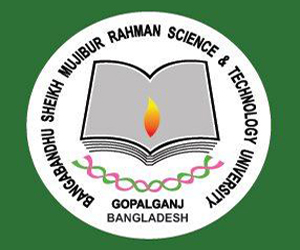 BANGABANDHU SHEIKH MUJIBUR RAHMAN SCIENCE & TECHNOLOGY UNIVERSITY
GOPALGANJ
BANGLADESH